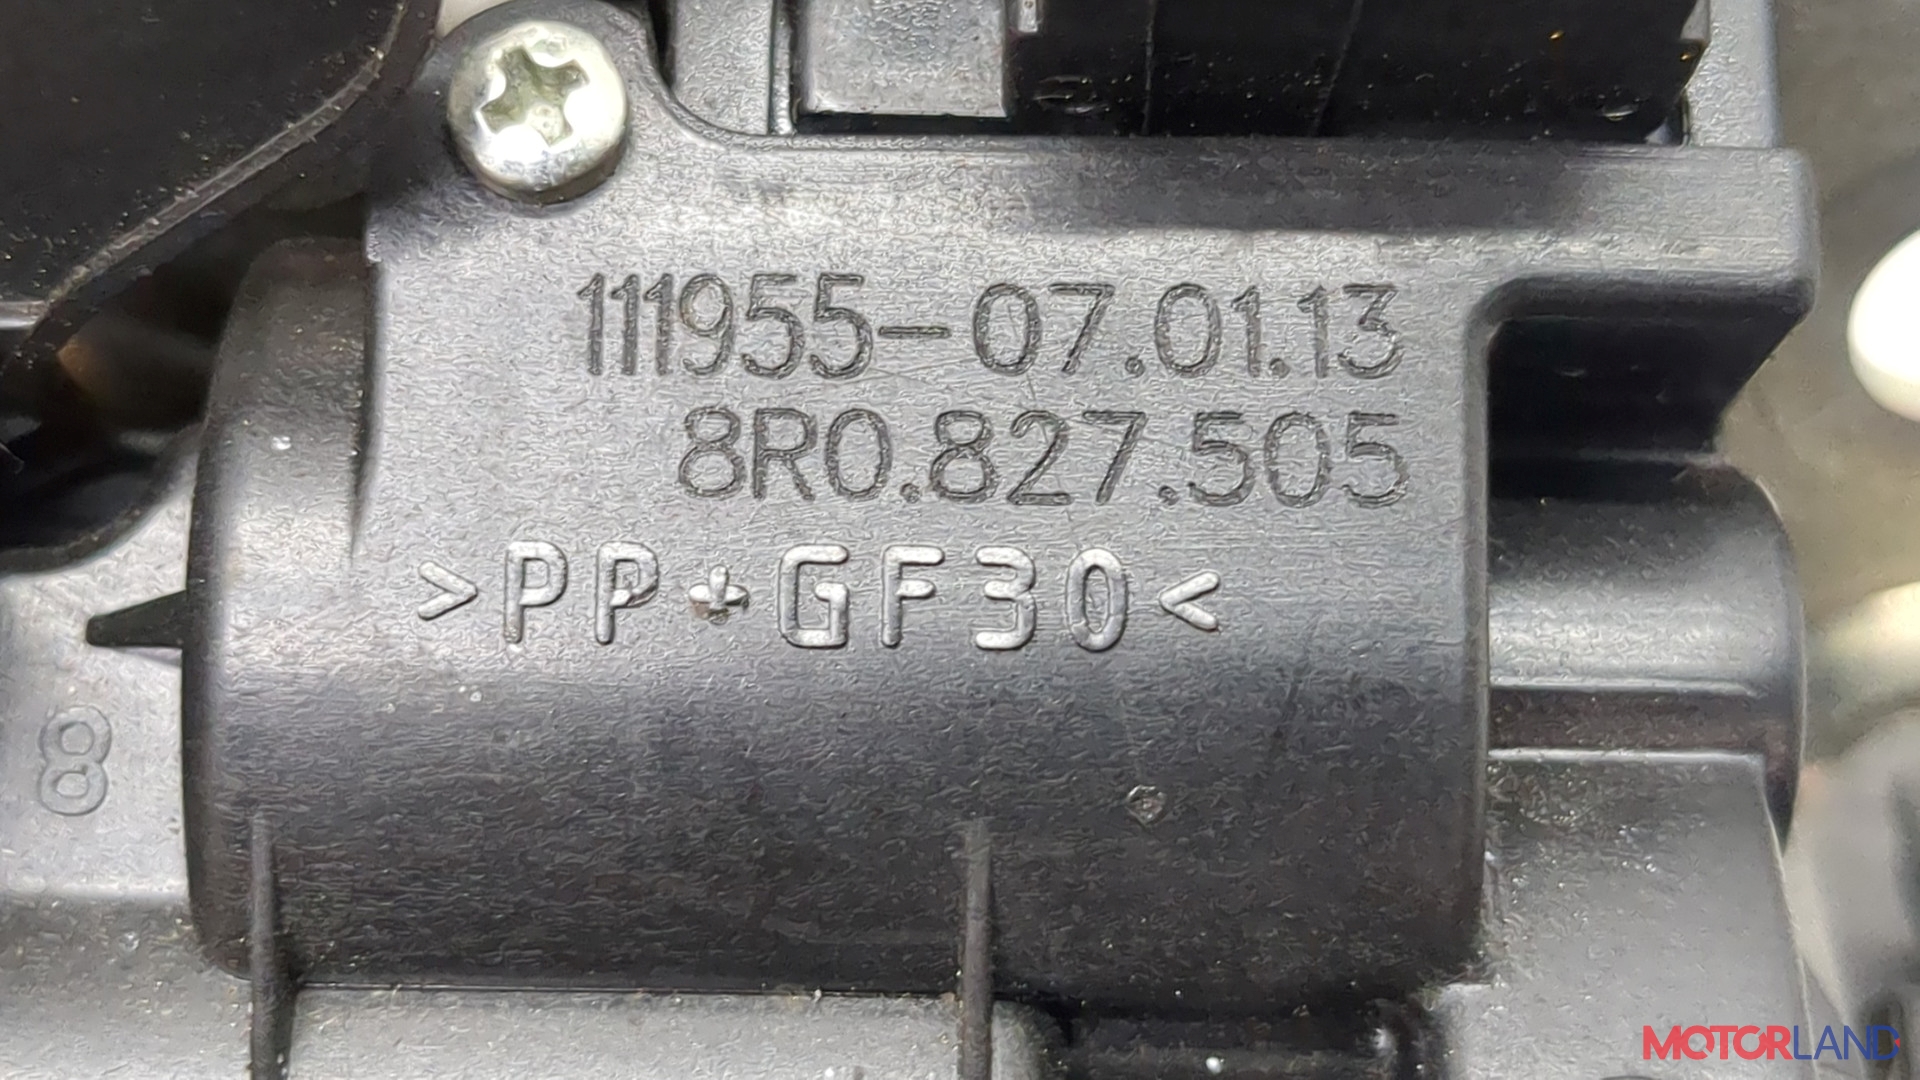 111955-07.01.13
8R0.827.505
>PP+GF30<
8
MOTORLAND